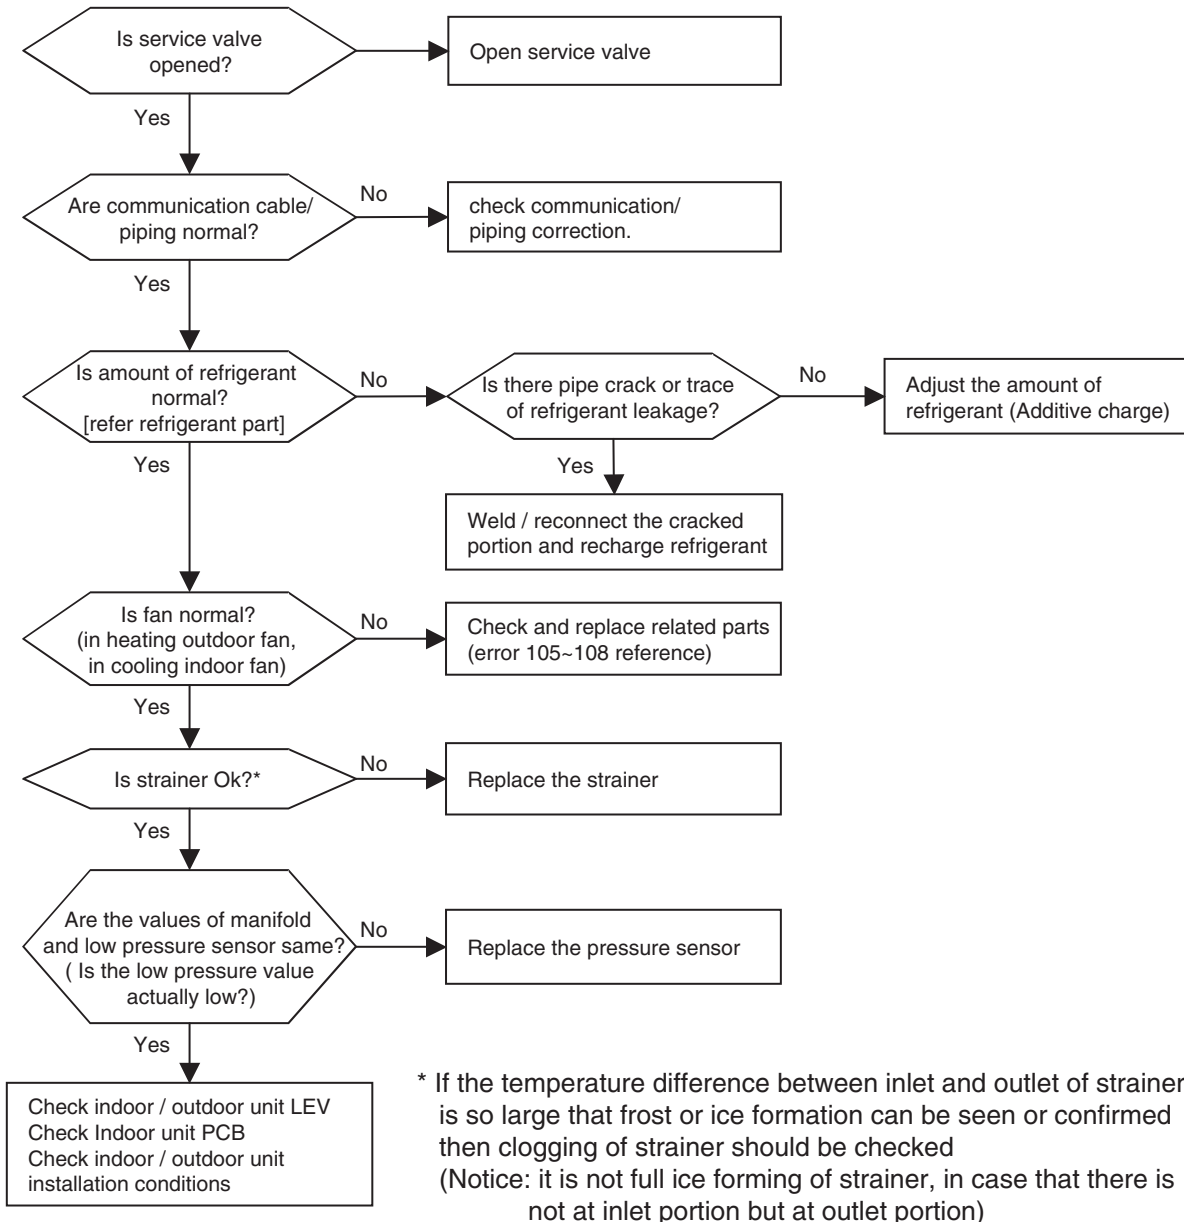 Is service valve
opened?
Open service valve
Yes
Are communication cable/
piping normal?
No
check communication/
piping correction.
Yes
Is amount of refrigerant
normal?
[refer refrigerant part]
No
Is there pipe crack or trace
of refrigerant leakage?
No
Adjust the amount of
refrigerant (Additive charge)
Yes
Yes
Weld / reconnect the cracked
portion and recharge refrigerant
Is fan normal?
(in heating outdoor fan,
in cooling indoor fan)
No
Check and replace related parts
(error 105~108 reference)
Yes
Is strainer Ok?*
No
Replace the strainer
Yes
Are the values of manifold
and low pressure sensor same?
( Is the low pressure value
actually low?)
No
Replace the pressure sensor
Yes
Check indoor / outdoor unit LEV
Check Indoor unit PCB
Check indoor / outdoor unit
installation conditions
* If the temperature difference between inlet and outlet of strainer
is so large that frost or ice formation can be seen or confirmed
then clogging of strainer should be checked
(Notice: it is not full ice forming of strainer, in case that there is
not at inlet portion but at outlet portion)